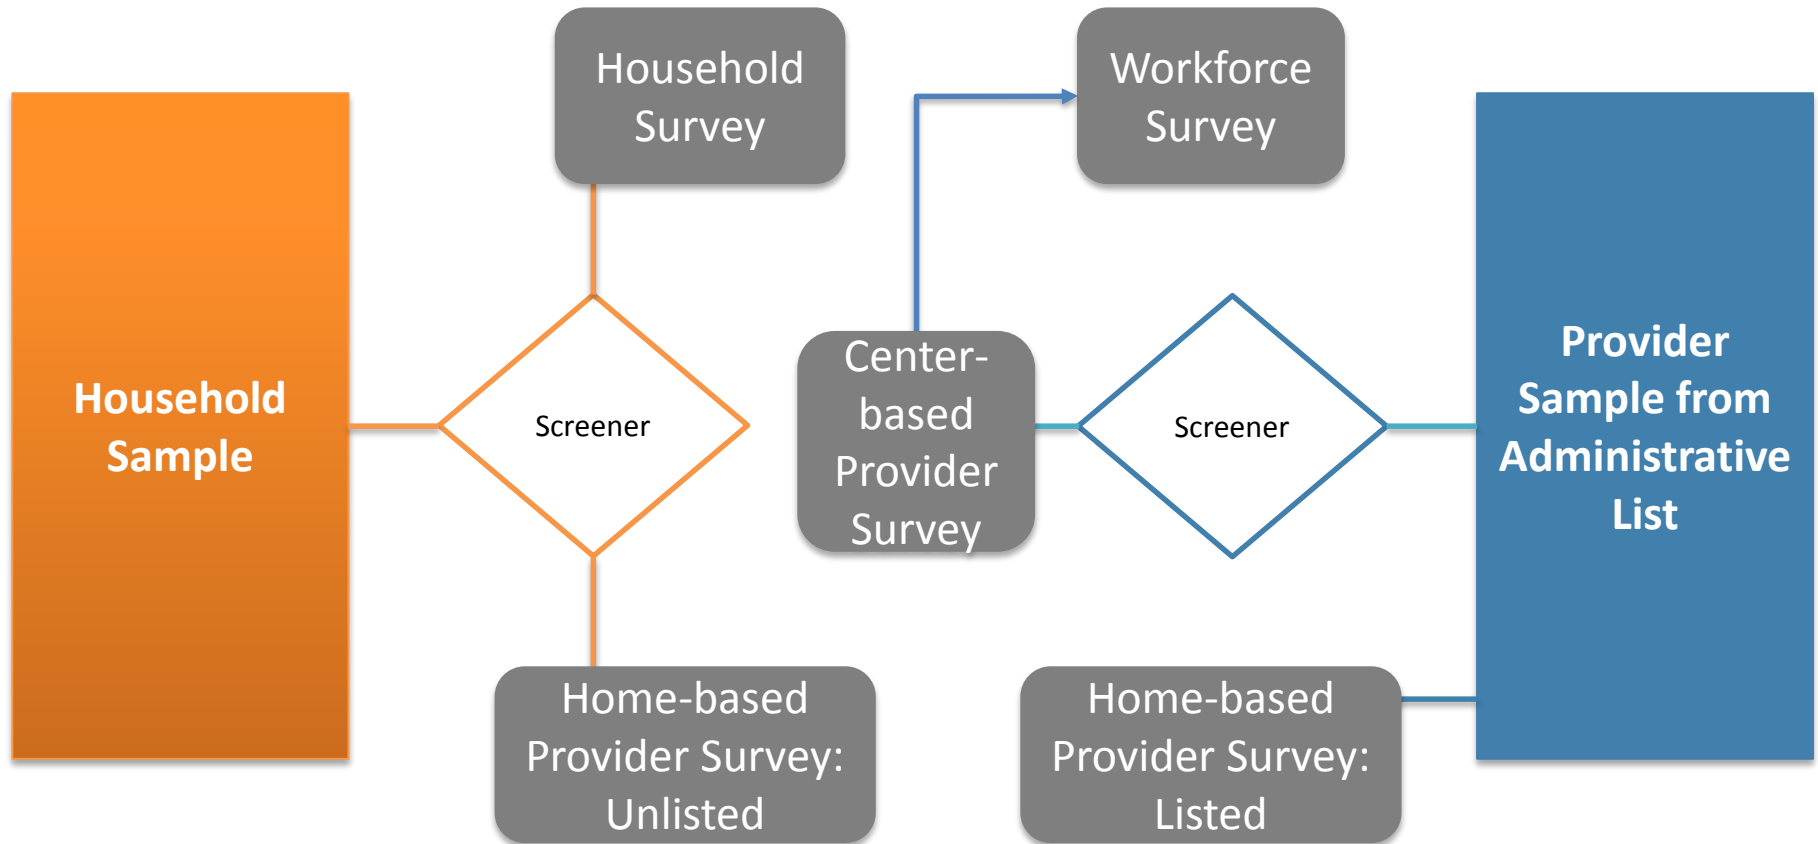 Household
Survey
Workforce
Survey
Household
Sample
Screener
Center-
based
Provider
Survey
Screener
Provider
Sample from
Administrative
List
Home-based
Provider Survey:
Unlisted
Home-based
Provider Survey:
Listed